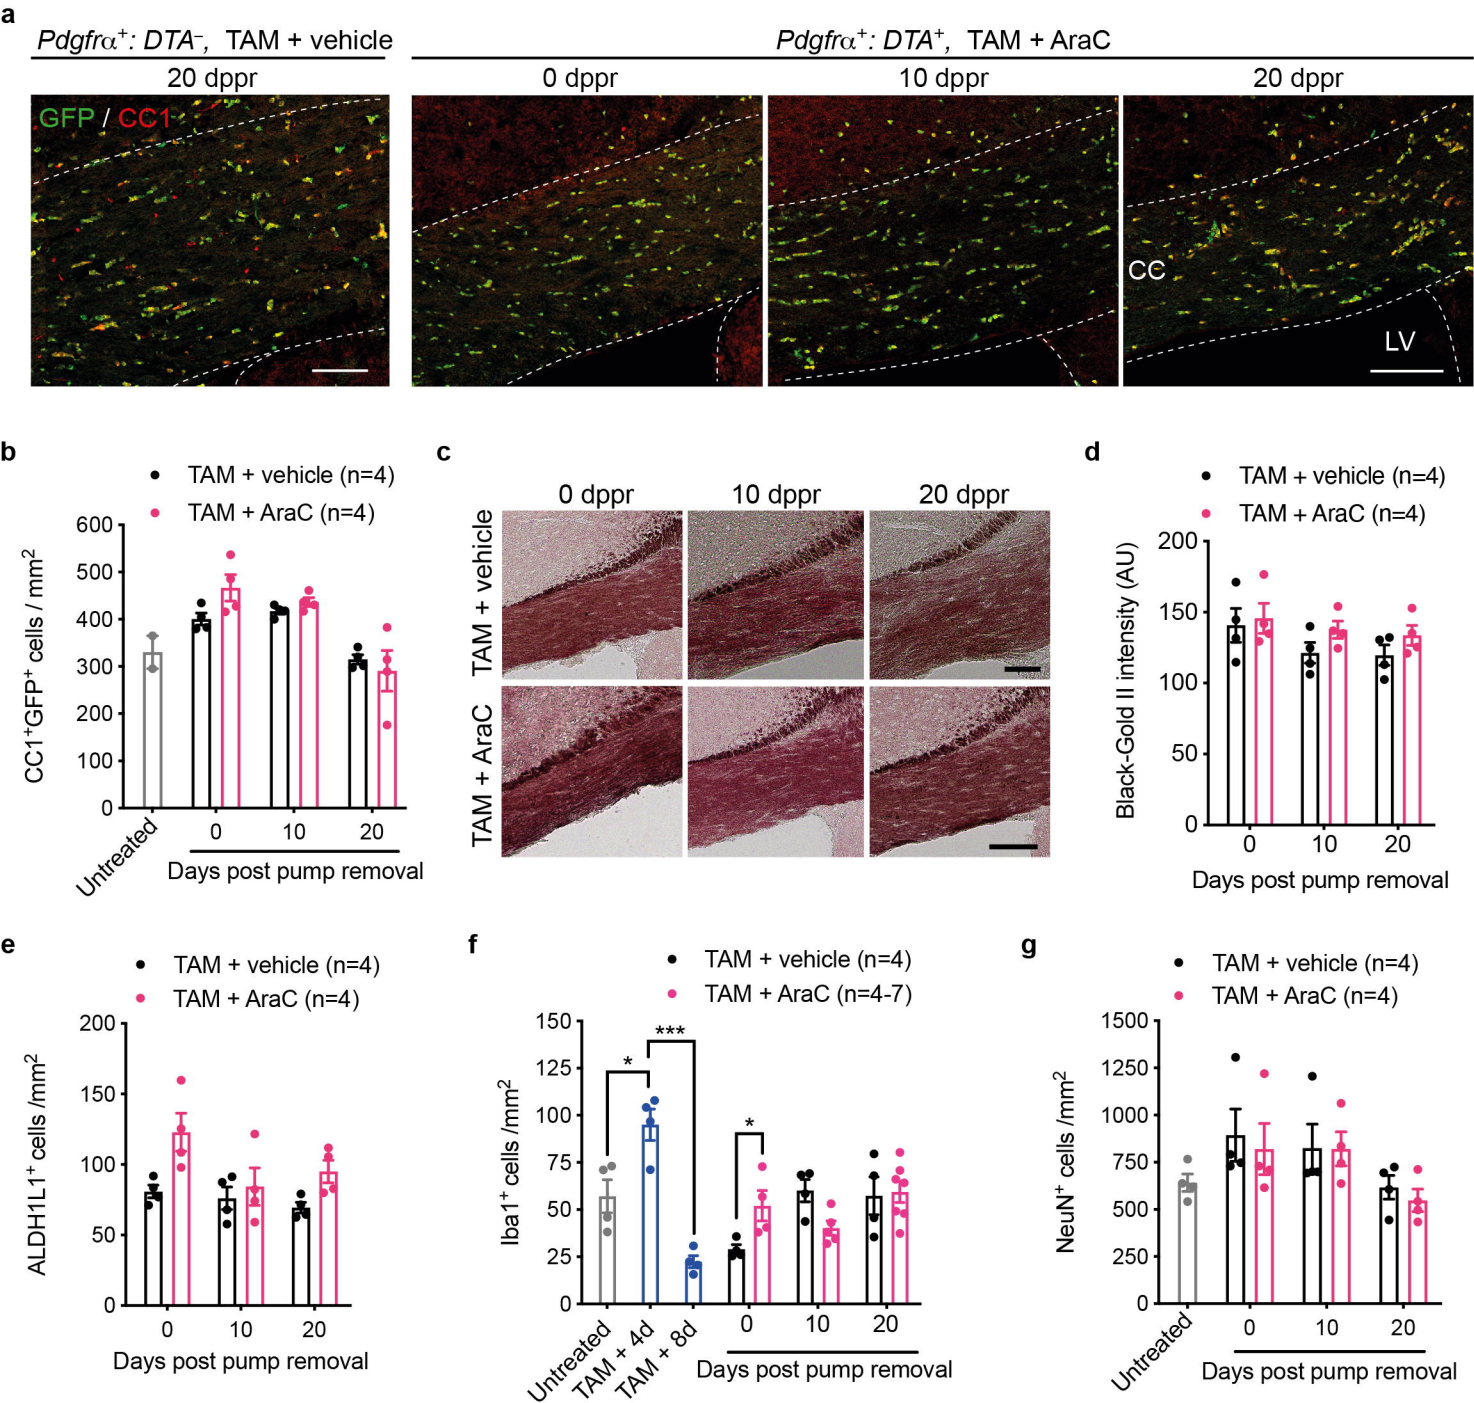 a
Pdgfrα⁺: DTA⁻, TAM + vehicle
Pdgfrα⁺: DTA⁺, TAM + AraC
20 dppr
0 dppr
10 dppr
20 dppr
GFP / CC1
CC
LV
b
TAM + vehicle (n=4)
TAM + AraC (n=4)
CC1⁺GFP⁺ cells / mm²
600
500
400
300
200
100
0
Untreated
0
10
20
Days post pump removal
c
0 dppr
10 dppr
20 dppr
TAM + vehicle
TAM + AraC
d
TAM + vehicle (n=4)
TAM + AraC (n=4)
Black-Gold II intensity (AU)
200
150
100
50
0
0
10
20
Days post pump removal
e
TAM + vehicle (n=4)
TAM + AraC (n=4)
ALDH1L1⁺ cells /mm²
200
150
100
50
0
0
10
20
Days post pump removal
f
TAM + vehicle (n=4)
TAM + AraC (n=4-7)
Iba1⁺ cells /mm²
150
125
100
75
50
25
0
*
***
*
Untreated
TAM + 4d
TAM + 8d
0
10
20
Days post pump removal
g
TAM + vehicle (n=4)
TAM + AraC (n=4)
NeuN⁺ cells /mm²
1500
1250
1000
750
500
250
0
Untreated
0
10
20
Days post pump removal